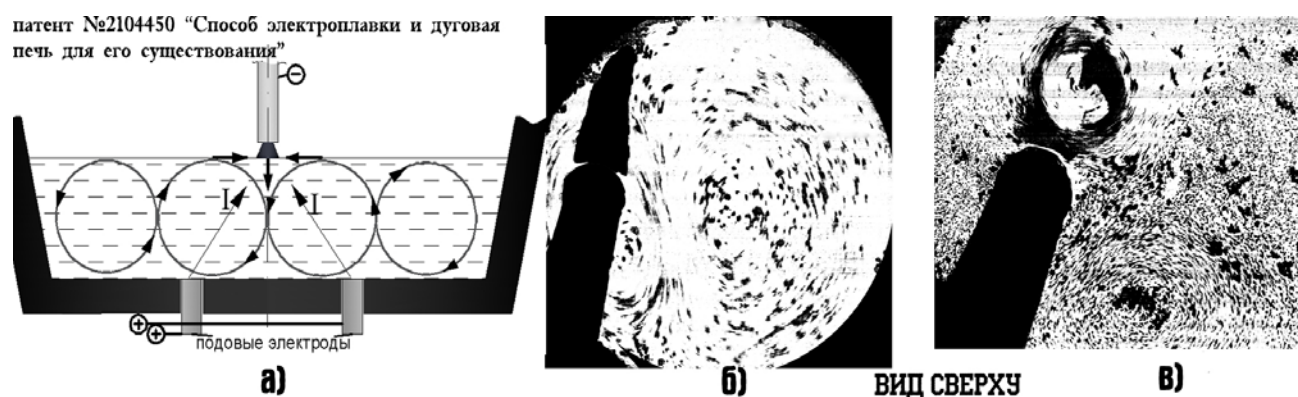 патент №2104450 “Способ электроплавки и дуговая
печь для его существования”
I I
подовые электроды
а)
б)
ВИД СВЕРХУ
в)